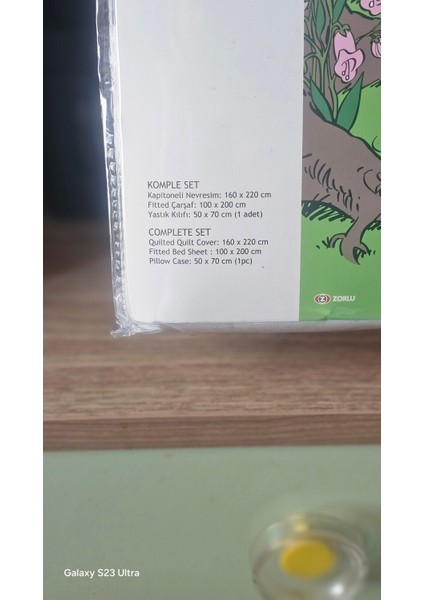 KOMPLE SET
Kapitoneli Nevresim: 160 x 220 cm
Fitted Çarşaf: 100 x 200 cm
Yastık Kılıfı: 50 x 70 cm (1 adet)
COMPLETE SET
Quilted Quilt Cover: 160 x 220 cm
Fitted Bed Sheet : 100 x 200 cm
Pillow Case: 50 x 70 cm (1pc)
Z ZORLU
Galaxy S23 Ultra